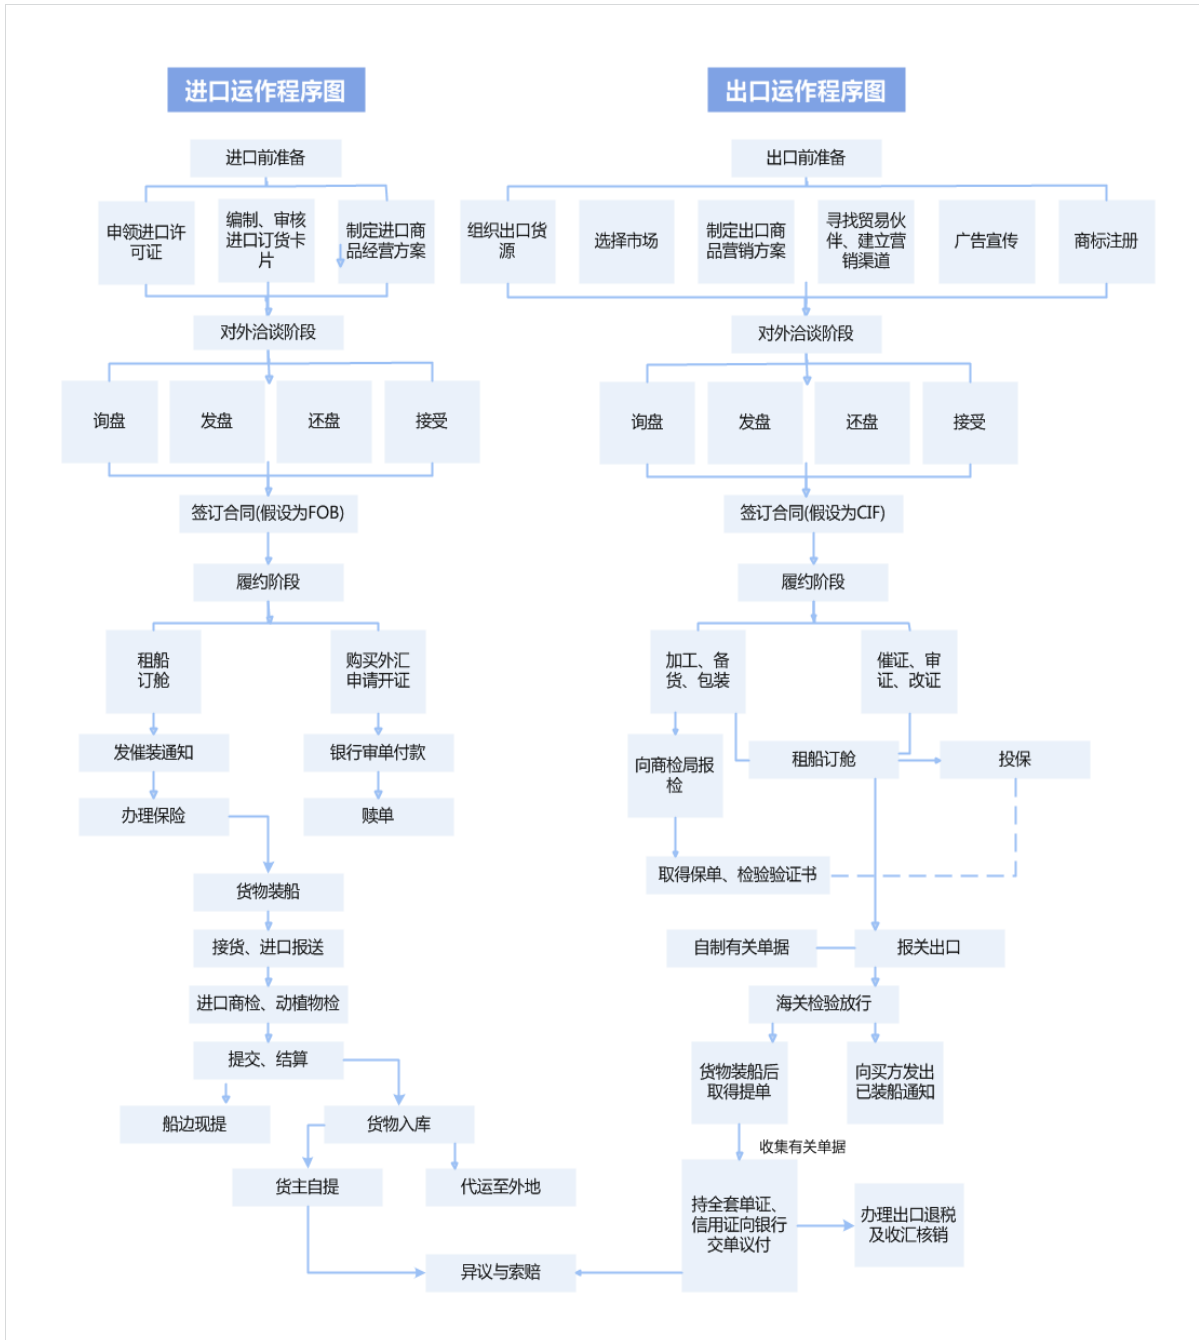 进口运作程序图
进口前准备
申领进口许
可证
编制、审核
进口订货卡
片
制定进口商
品经营方案
对外洽谈阶段
询盘
发盘
还盘
接受
签订合同(假设为FOB)
履约阶段
租船
订舱
购买外汇
申请开证
发催装通知
银行审单付款
办理保险
赎单
货物装船
接货、进口报送
进口商检、动植物检
提交、结算
船边现提
货物入库
货主自提
代运至外地
异议与索赔
出口运作程序图
出口前准备
组织出口货
源
选择市场
制定出口商
品营销方案
寻找贸易伙
伴、建立营
销渠道
广告宣传
商标注册
对外洽谈阶段
询盘
发盘
还盘
接受
签订合同(假设为CIF)
履约阶段
加工、备
货、包装
催证、审
证、改证
向商检局报
检
租船订舱
投保
取得保单、检验验证书
自制有关单据
报关出口
海关检验放行
货物装船后
取得提单
向买方发出
已装船通知
收集有关单据
持全套单证、
信用证向银行
交单议付
办理出口退税
及收汇核销